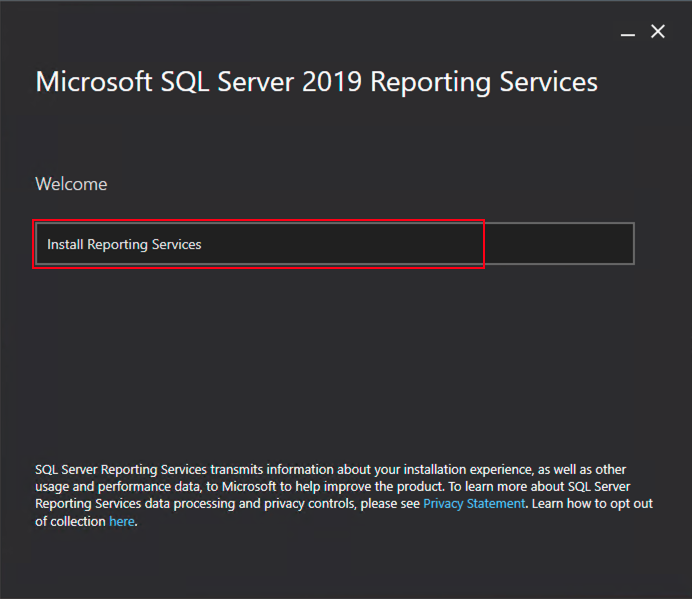 Microsoft SQL Server 2019 Reporting Services
Welcome
Install Reporting Services
SQL Server Reporting Services transmits information about your installation experience, as well as other
usage and performance data, to Microsoft to help improve the product. To learn more about SQL Server
Reporting Services data processing and privacy controls, please see Privacy Statement. Learn how to opt out
of collection here.